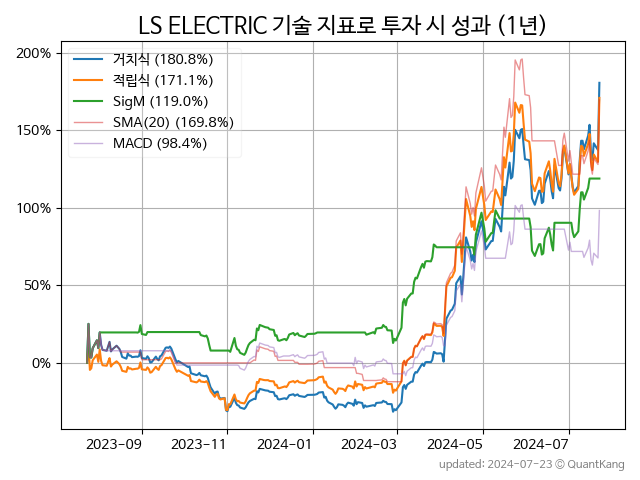 LS ELECTRIC 기술 지표로 투자 시 성과 (1년)
200%
150%
100%
50%
0%
거치식 (180.8%)
적립식 (171.1%)
SigM (119.0%)
SMA(20) (169.8%)
MACD (98.4%)
2023-09 2023-11 2024-01 2024-03 2024-05 2024-07
updated: 2024-07-23 © QuantKang